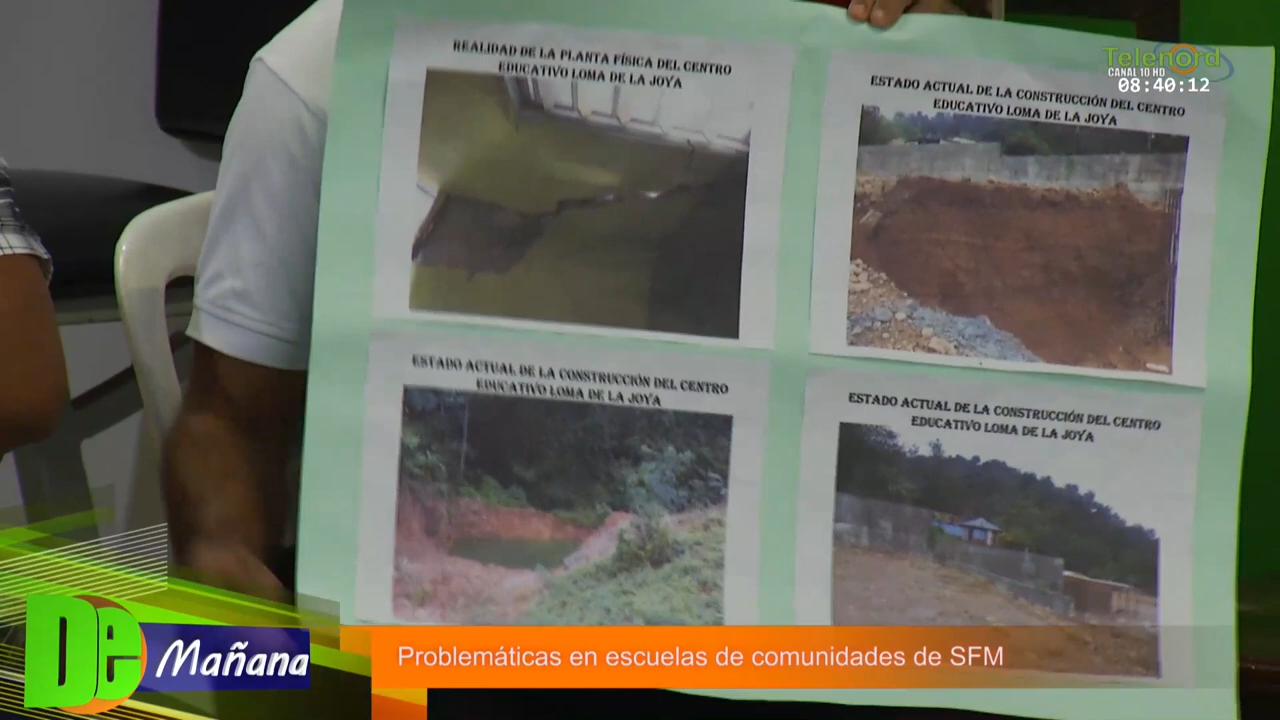 REALIDAD DE LA PLANTA FÍSICA DEL CENTRO
EDUCATIVO LOMA DE LA JOYA
ESTADO ACTUAL DE LA CONSTRUCCIÓN DEL CENTRO
EDUCATIVO LOMA DE LA JOYA
Telenord
CANAL 10 HD
08:40:12
ESTADO ACTUAL DE LA CONSTRUCCIÓN DEL CENTRO
EDUCATIVO LOMA DE LA JOYA
ESTADO ACTUAL DE LA CONSTRUCCIÓN DEL CENTRO
EDUCATIVO LOMA DE LA JOYA
De Mañana
Problemáticas en escuelas de comunidades de SFM